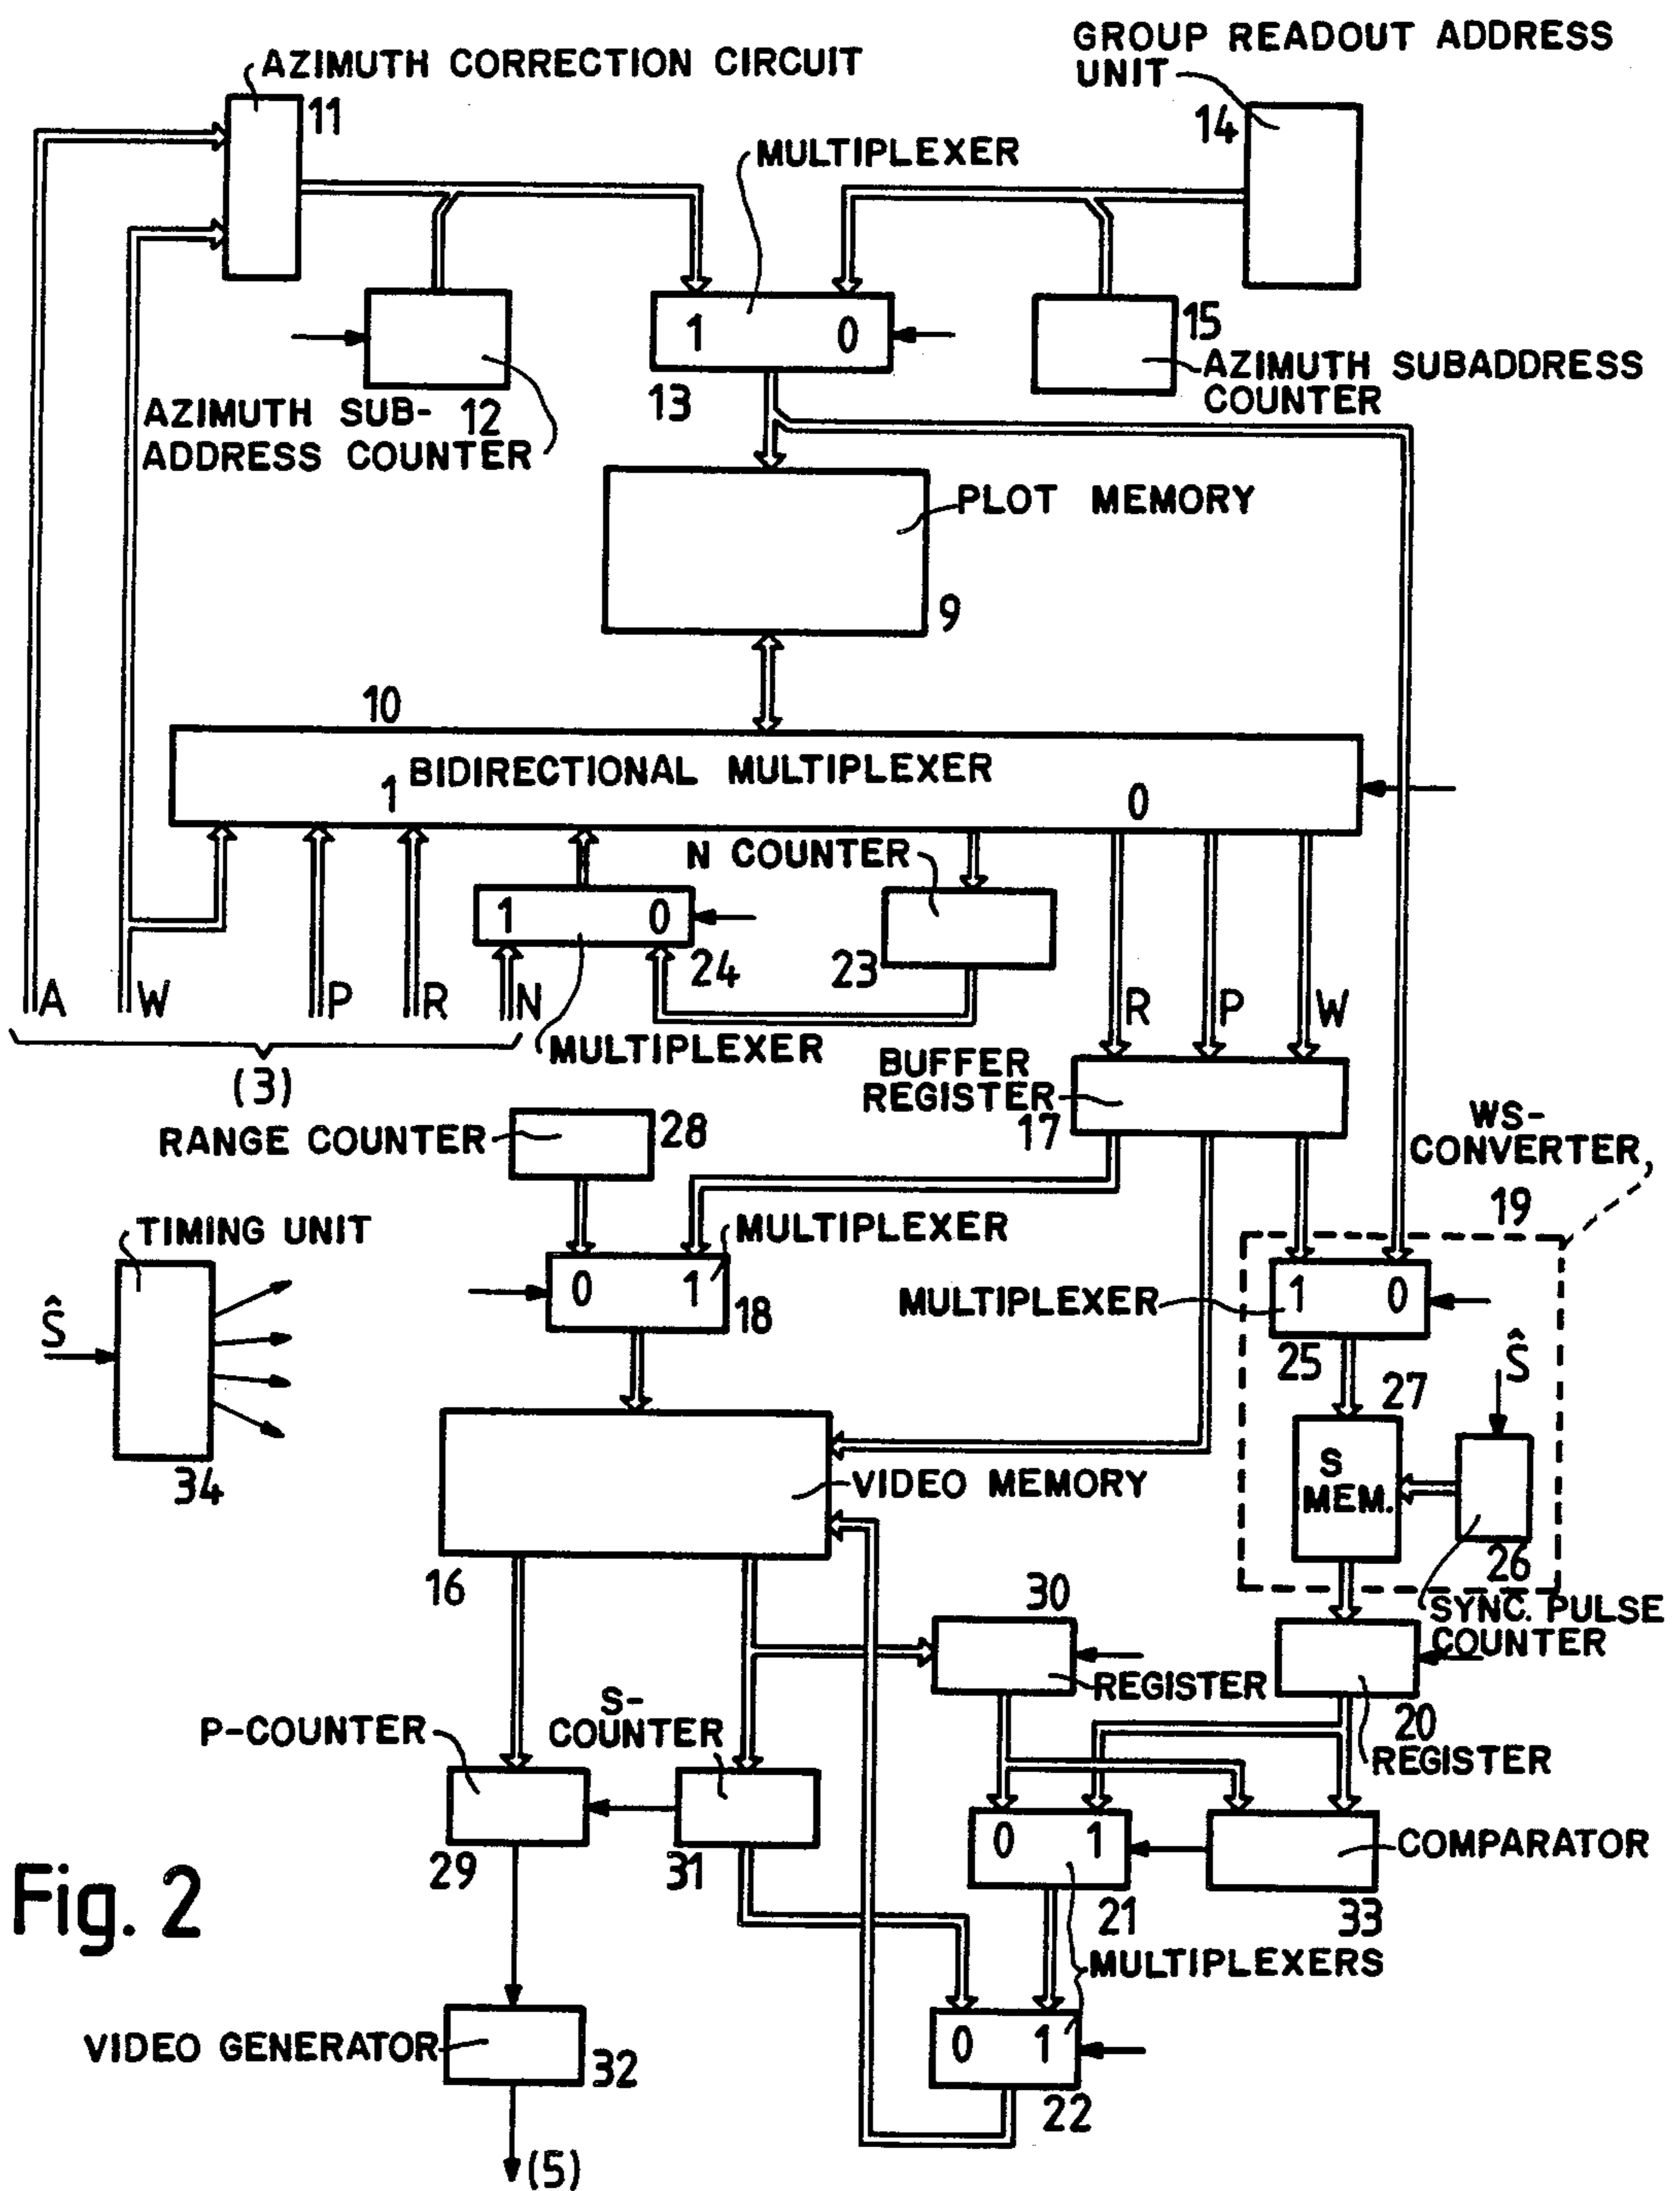 AZIMUTH CORRECTION CIRCUIT
11
GROUP READOUT ADDRESS
UNIT
14
MULTIPLEXER
1 0
13
15
AZIMUTH SUBADDRESS
COUNTER
AZIMUTH SUB- 12
ADDRESS COUNTER
PLOT MEMORY
9
10
BIDIRECTIONAL MULTIPLEXER
1 0
N COUNTER
1 0
24
23
A W P R N
R P W
MULTIPLEXER
(3)
BUFFER
REGISTER
17
RANGE COUNTER
28
WS-
CONVERTER,
19
TIMING UNIT
MULTIPLEXER
0 1
18
Ŝ
34
MULTIPLEXER
1 0
25
27
Ŝ
S
MEM.
26
SYNC. PULSE
COUNTER
VIDEO MEMORY
16
30
REGISTER
20
REGISTER
P-COUNTER
S-
COUNTER
29
31
0 1
21
COMPARATOR
33
MULTIPLEXERS
Fig. 2
0 1
22
VIDEO GENERATOR
32
(5)